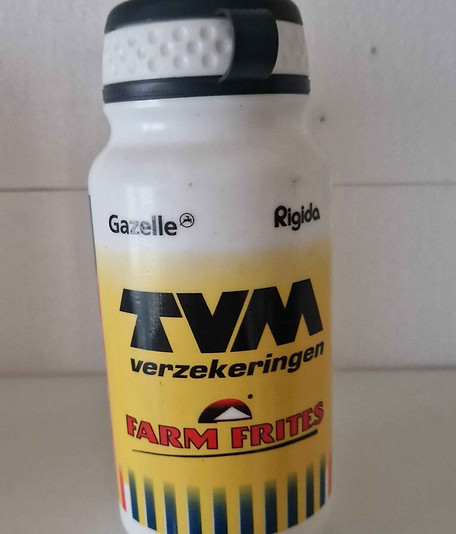 Gazelle
Rigida
TVM
verzekeringen
FARM FRITES